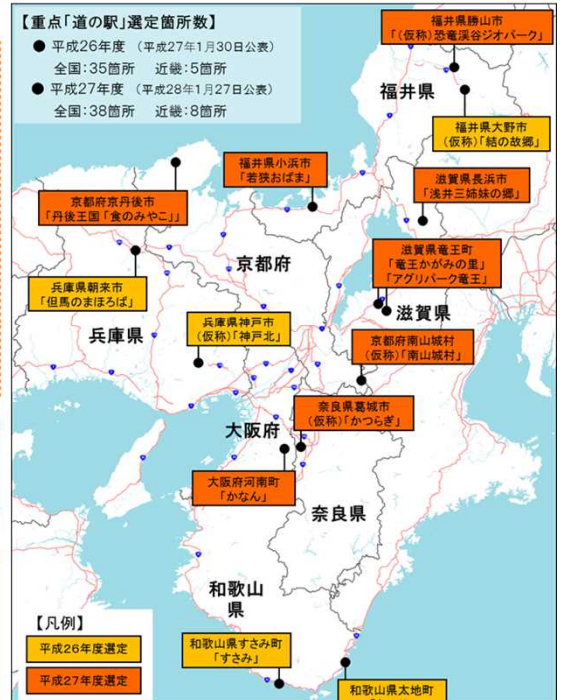 【重点「道の駅」選定箇所数】
● 平成26年度 (平成27年1月30日公表)
全国:35箇所 近畿:5箇所
● 平成27年度 (平成28年1月27日公表)
全国:38箇所 近畿:8箇所
福井県勝山市
「(仮称)恐竜渓谷ジオパーク」
福井県
福井県大野市
(仮称)「結の故郷」
福井県小浜市
「若狭おばま」
滋賀県長浜市
「浅井三姉妹の郷」
京都府京丹後市
「丹後王国「食のみやこ」」
京都府
滋賀県竜王町
「竜王かがみの里」
「アグリパーク竜王」
兵庫県朝来市
「但馬のまほろば」
滋賀県
兵庫県
兵庫県神戸市
(仮称)「神戸北」
京都府南山城村
(仮称)「南山城村」
奈良県葛城市
(仮称)「かつらぎ」
大阪府
大阪府河南町
「かなん」
奈良県
和歌山
県
【凡例】
平成26年度選定
平成27年度選定
和歌山県すさみ町
「すさみ」
和歌山県太地町